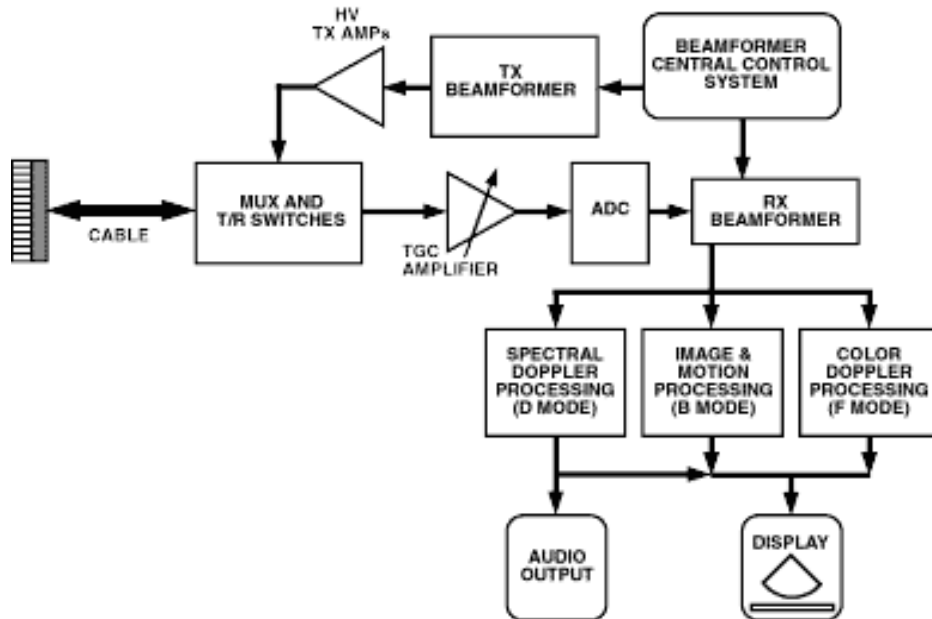 HV
TX AMPs
TX
BEAMFORMER
BEAMFORMER
CENTRAL CONTROL
SYSTEM
CABLE
MUX AND
T/R SWITCHES
TGC
AMPLIFIER
ADC
RX
BEAMFORMER
SPECTRAL
DOPPLER
PROCESSING
(D MODE)
IMAGE &
MOTION
PROCESSING
(B MODE)
COLOR
DOPPLER
PROCESSING
(F MODE)
AUDIO
OUTPUT
DISPLAY